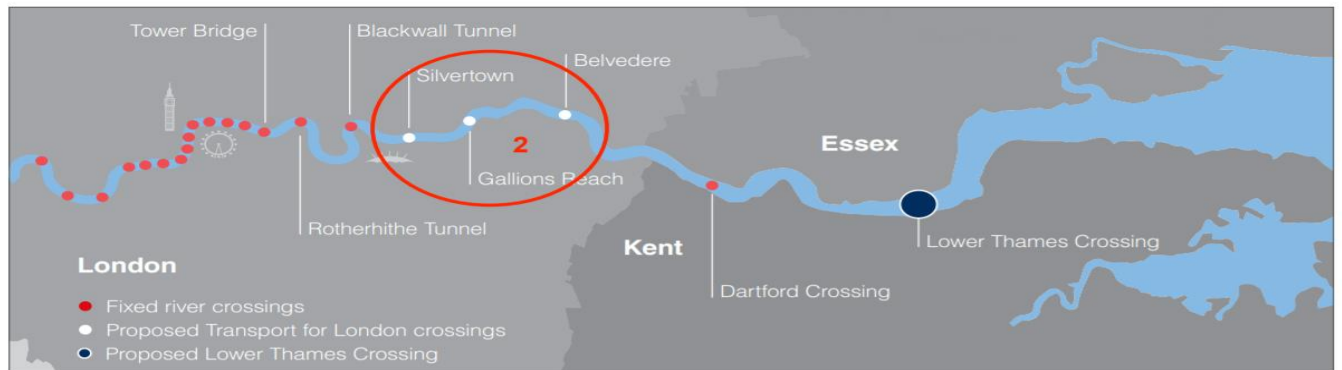 Tower Bridge
Blackwall Tunnel
Silvertown
Belvedere
2
Essex
Gallions Reach
Rotherhithe Tunnel
Kent
Lower Thames Crossing
London
Dartford Crossing
Fixed river crossings
Proposed Transport for London crossings
Proposed Lower Thames Crossing